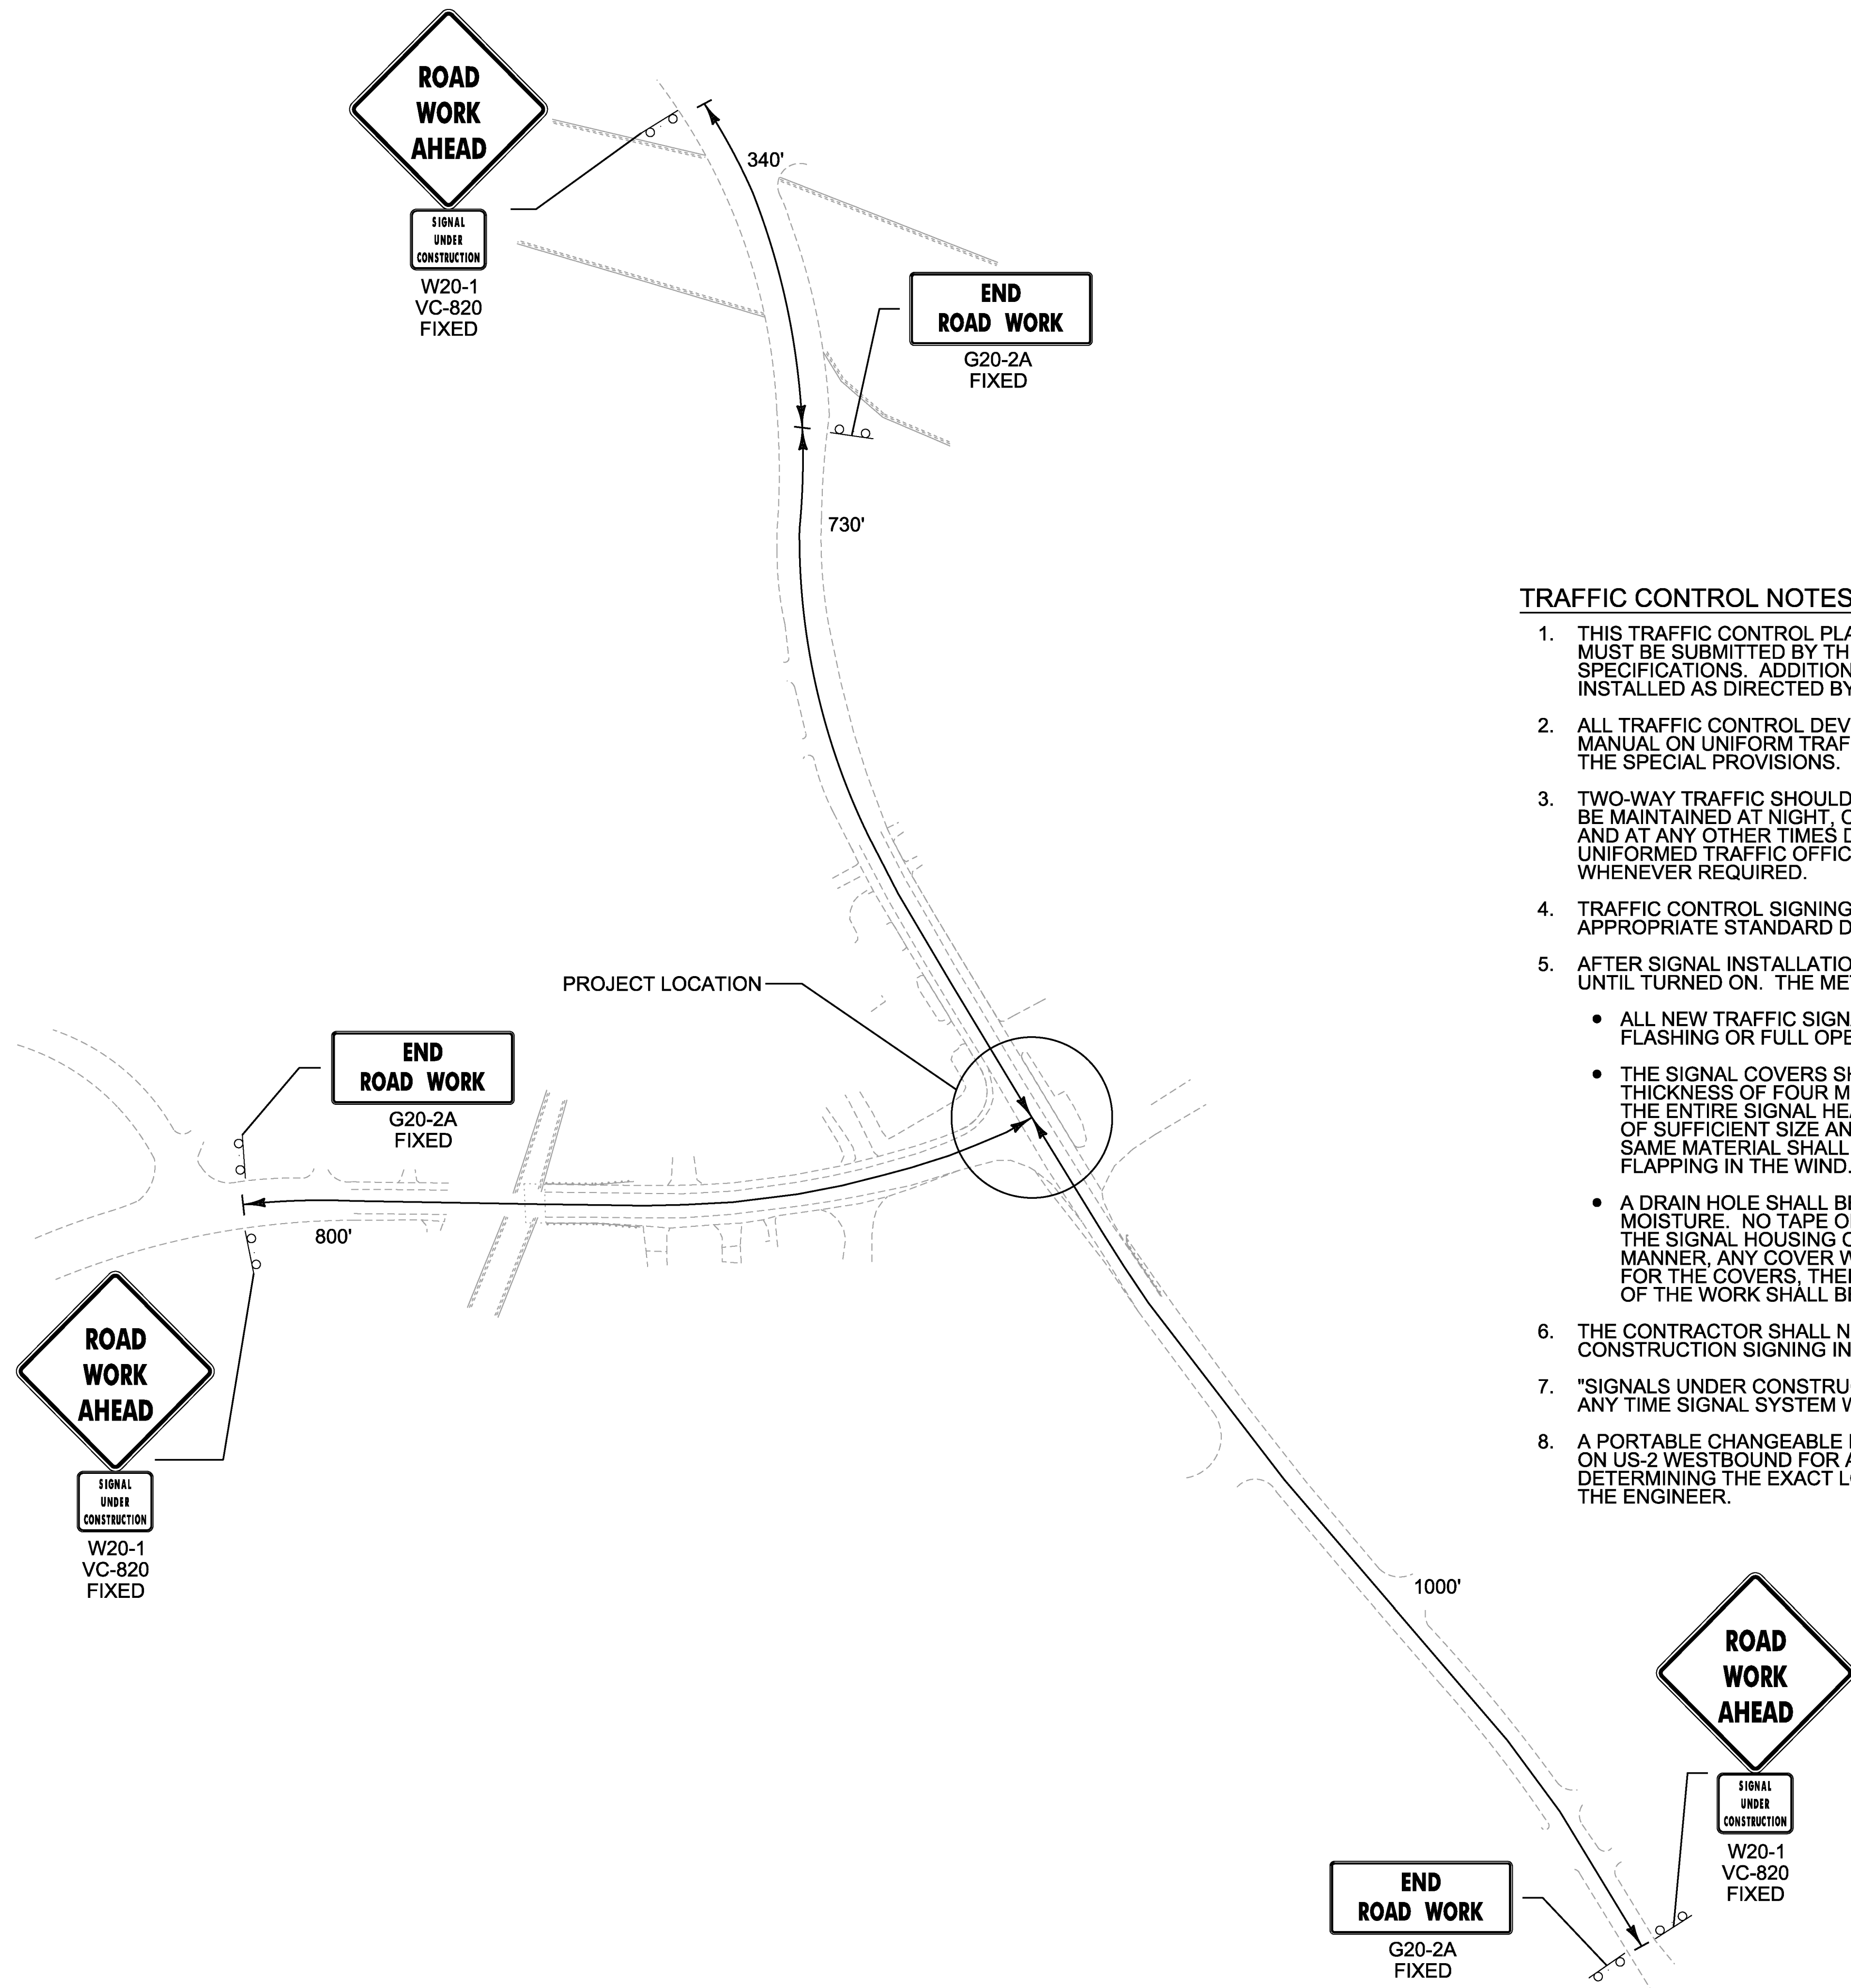 ROAD
WORK
AHEAD
SIGNAL
UNDER
CONSTRUCTION
W20-1
VC-820
FIXED
340'
END
ROAD WORK
G20-2A
FIXED
730'
PROJECT LOCATION
END
ROAD WORK
G20-2A
FIXED
800'
ROAD
WORK
AHEAD
SIGNAL
UNDER
CONSTRUCTION
W20-1
VC-820
FIXED
TRAFFIC CONTROL NOTES
1. THIS TRAFFIC CONTROL PLA
MUST BE SUBMITTED BY TH
SPECIFICATIONS. ADDITION
INSTALLED AS DIRECTED BY
2. ALL TRAFFIC CONTROL DEV
MANUAL ON UNIFORM TRAF
THE SPECIAL PROVISIONS.
3. TWO-WAY TRAFFIC SHOULD
BE MAINTAINED AT NIGHT, O
AND AT ANY OTHER TIMES D
UNIFORMED TRAFFIC OFFIC
WHENEVER REQUIRED.
4. TRAFFIC CONTROL SIGNING
APPROPRIATE STANDARD D
5. AFTER SIGNAL INSTALLATIO
UNTIL TURNED ON. THE MET
• ALL NEW TRAFFIC SIGNA
FLASHING OR FULL OPE
• THE SIGNAL COVERS SH
THICKNESS OF FOUR M
THE ENTIRE SIGNAL HEA
OF SUFFICIENT SIZE AN
SAME MATERIAL SHALL
FLAPPING IN THE WIND.
• A DRAIN HOLE SHALL BE
MOISTURE. NO TAPE O
THE SIGNAL HOUSING O
MANNER, ANY COVER W
FOR THE COVERS, THE
OF THE WORK SHALL BE
6. THE CONTRACTOR SHALL N
CONSTRUCTION SIGNING IN
7. "SIGNALS UNDER CONSTRU
ANY TIME SIGNAL SYSTEM W
8. A PORTABLE CHANGEABLE
ON US-2 WESTBOUND FOR A
DETERMINING THE EXACT LO
THE ENGINEER.
1000'
ROAD
WORK
AHEAD
SIGNAL
UNDER
CONSTRUCTION
W20-1
VC-820
FIXED
END
ROAD WORK
G20-2A
FIXED